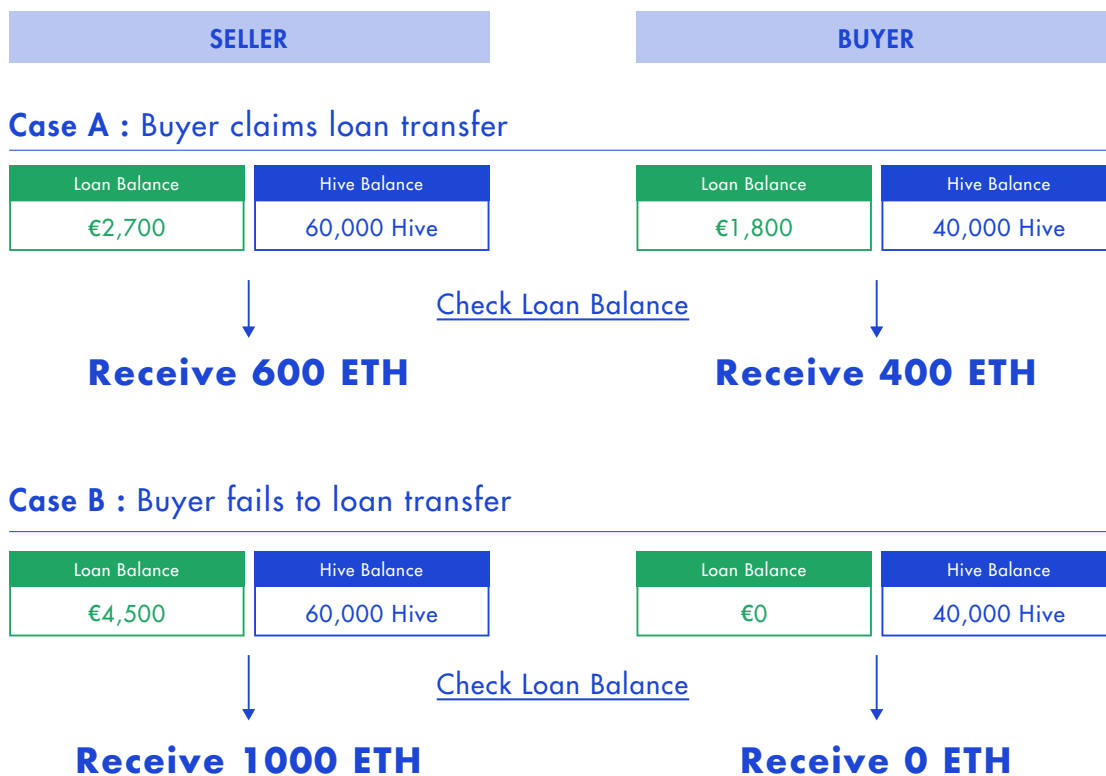 SELLER
BUYER
Case A : Buyer claims loan transfer
Loan Balance
Hive Balance
Loan Balance
Hive Balance
€2,700
60,000 Hive
€1,800
40,000 Hive
Check Loan Balance
Receive 600 ETH
Receive 400 ETH
Case B : Buyer fails to loan transfer
Loan Balance
Hive Balance
Loan Balance
Hive Balance
€4,500
60,000 Hive
€0
40,000 Hive
Check Loan Balance
Receive 1000 ETH
Receive 0 ETH